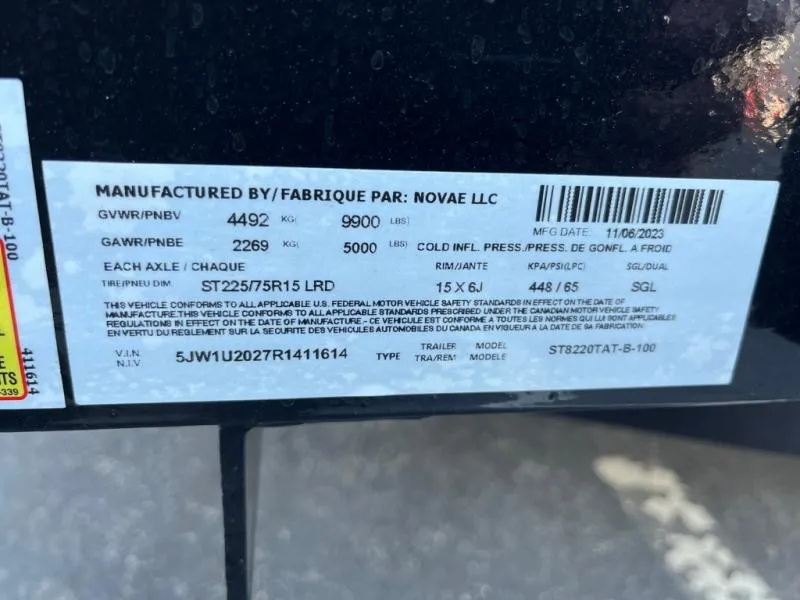 MANUFACTURED BY/FABRIQUE PAR: NOVAE LLC
GVWR/PNBV 4492 KG( 9900 LBS) MFG DATE: 11/06/2023
GAWR/PNBE 2269 KG( 5000 LBS) COLD INFL. PRESS./PRESS. DE GONFL. A FROID
EACH AXLE / CHAQUE RIM/JANTE KPA/PSI(LPC) SGL/DUAL
TIRE/PNEU DIM ST225/75R15 LRD 15 X 6J 448 / 65 SGL
THIS VEHICLE CONFORMS TO ALL APPLICABLE U.S. FEDERAL MOTOR VEHICLE SAFETY STANDARDS IN EFFECT ON THE DATE OF
MANUFACTURE.THIS VEHICLE CONFORMS TO ALL APPLICABLE STANDARDS PRESCRIBED UNDER THE CANADIAN MOTOR VEHICLE SAFETY
REGULATIONS IN EFFECT ON THE DATE OF MANUFACTURE - CE VEHICULE EST CONFORME A TOUTES LES NORMES QUI LUI SONT APPLICABLES
EN VERTU DU REGLEMENT SUR LA SECURITE DES VEHICULES AUTOMOBILES DU CANADA EN VIGUEUR A LA DATE DE SA FABRICATION.
V.I.N. 5JW1U2027R1411614 TYPE TRAILER MODEL ST8220TAT-B-100
N.I.V TRA/REM MODELE
ST8220TAT-B-100
411614
E
TS
-339